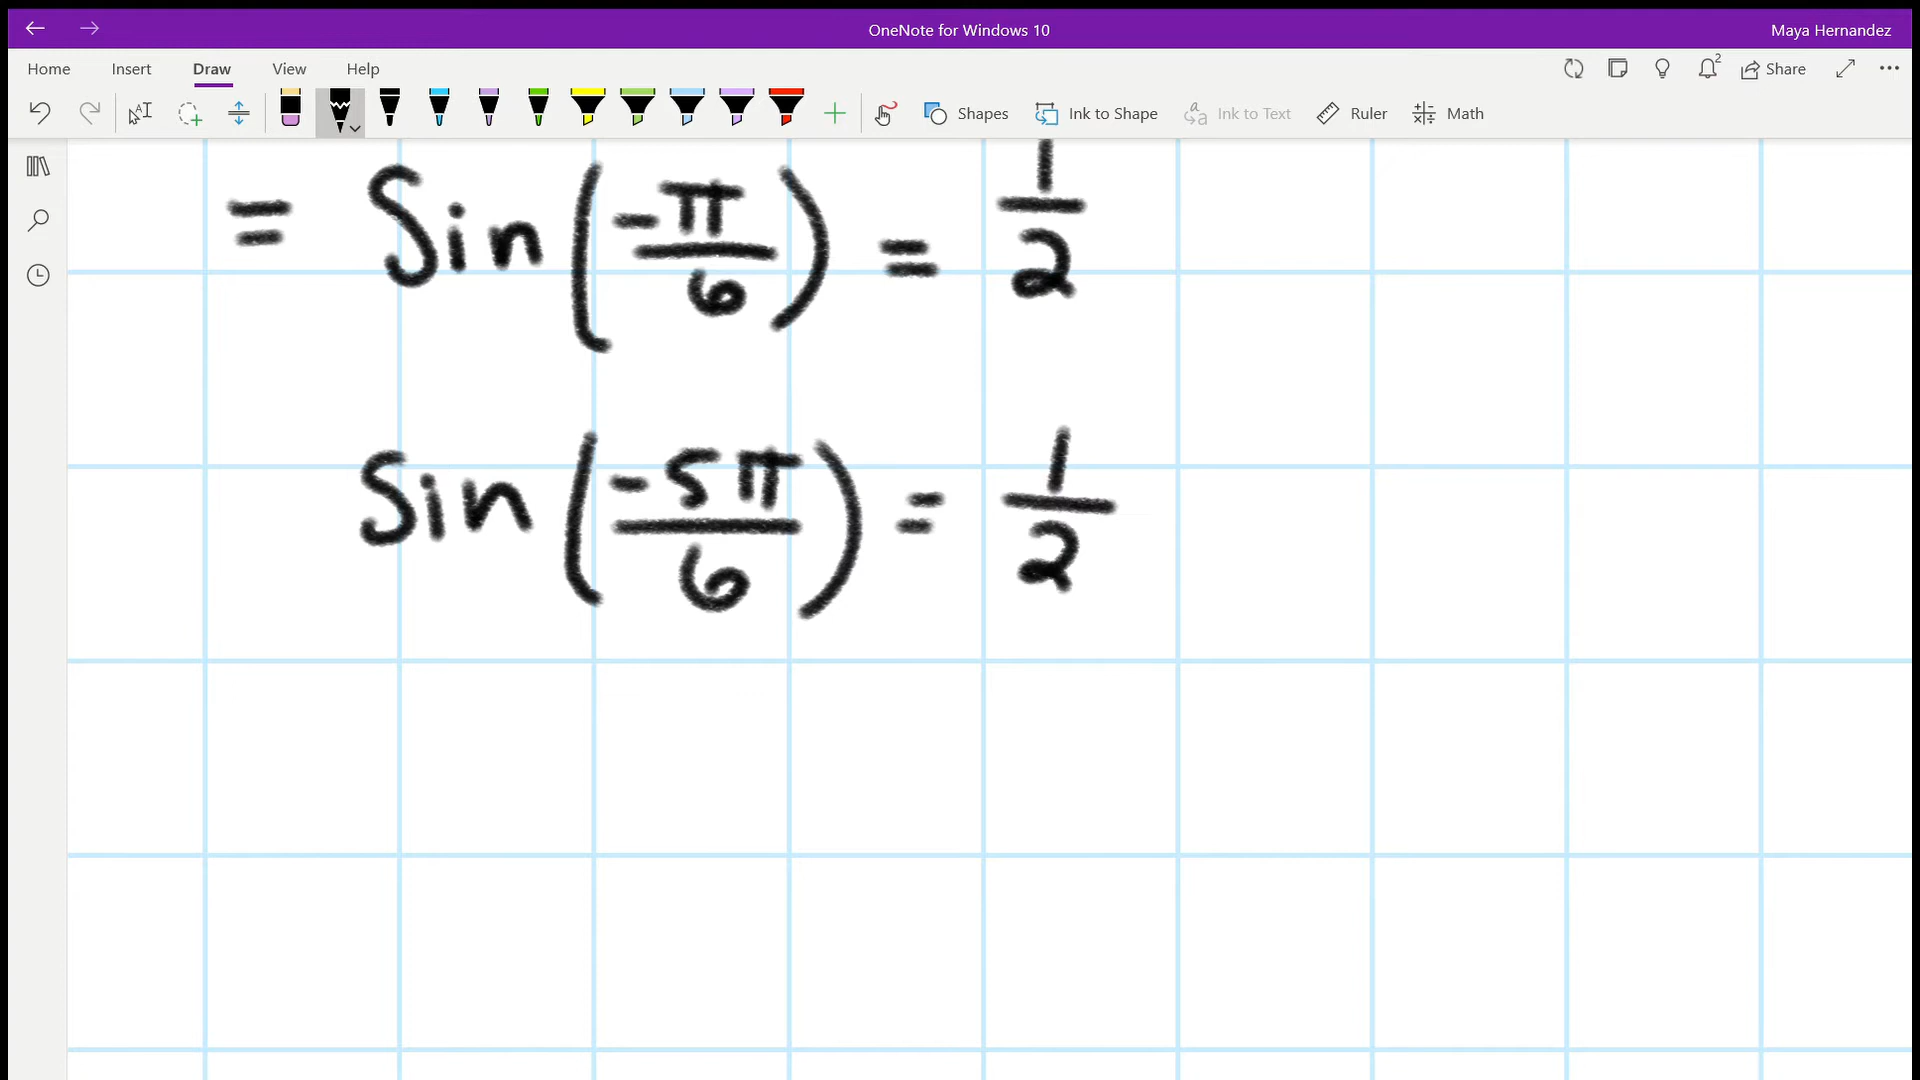 OneNote for Windows 10 Maya Hernandez
Home Insert Draw View Help 2 Share
Shapes Ink to Shape Ink to Text Ruler Math
= Sin(-π/6) = 1/2
Sin(-5π/6) = 1/2